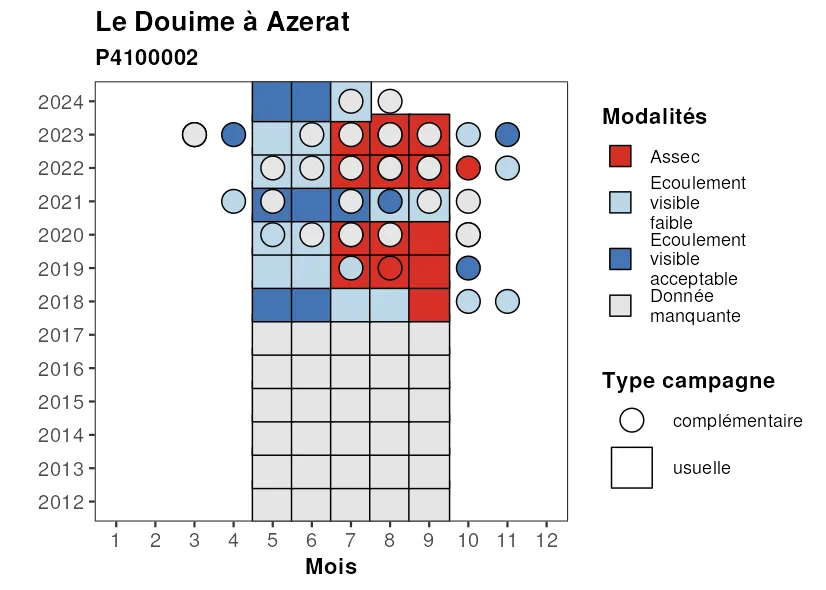 Le Douime à Azerat
P4100002
2024
2023
2022
2021
2020
2019
2018
2017
2016
2015
2014
2013
2012
1 2 3 4 5 6 7 8 9 10 11 12
Mois
Modalités
Assec
Ecoulement
visible
faible
Ecoulement
visible
acceptable
Donnée
manquante
Type campagne
complémentaire
usuelle